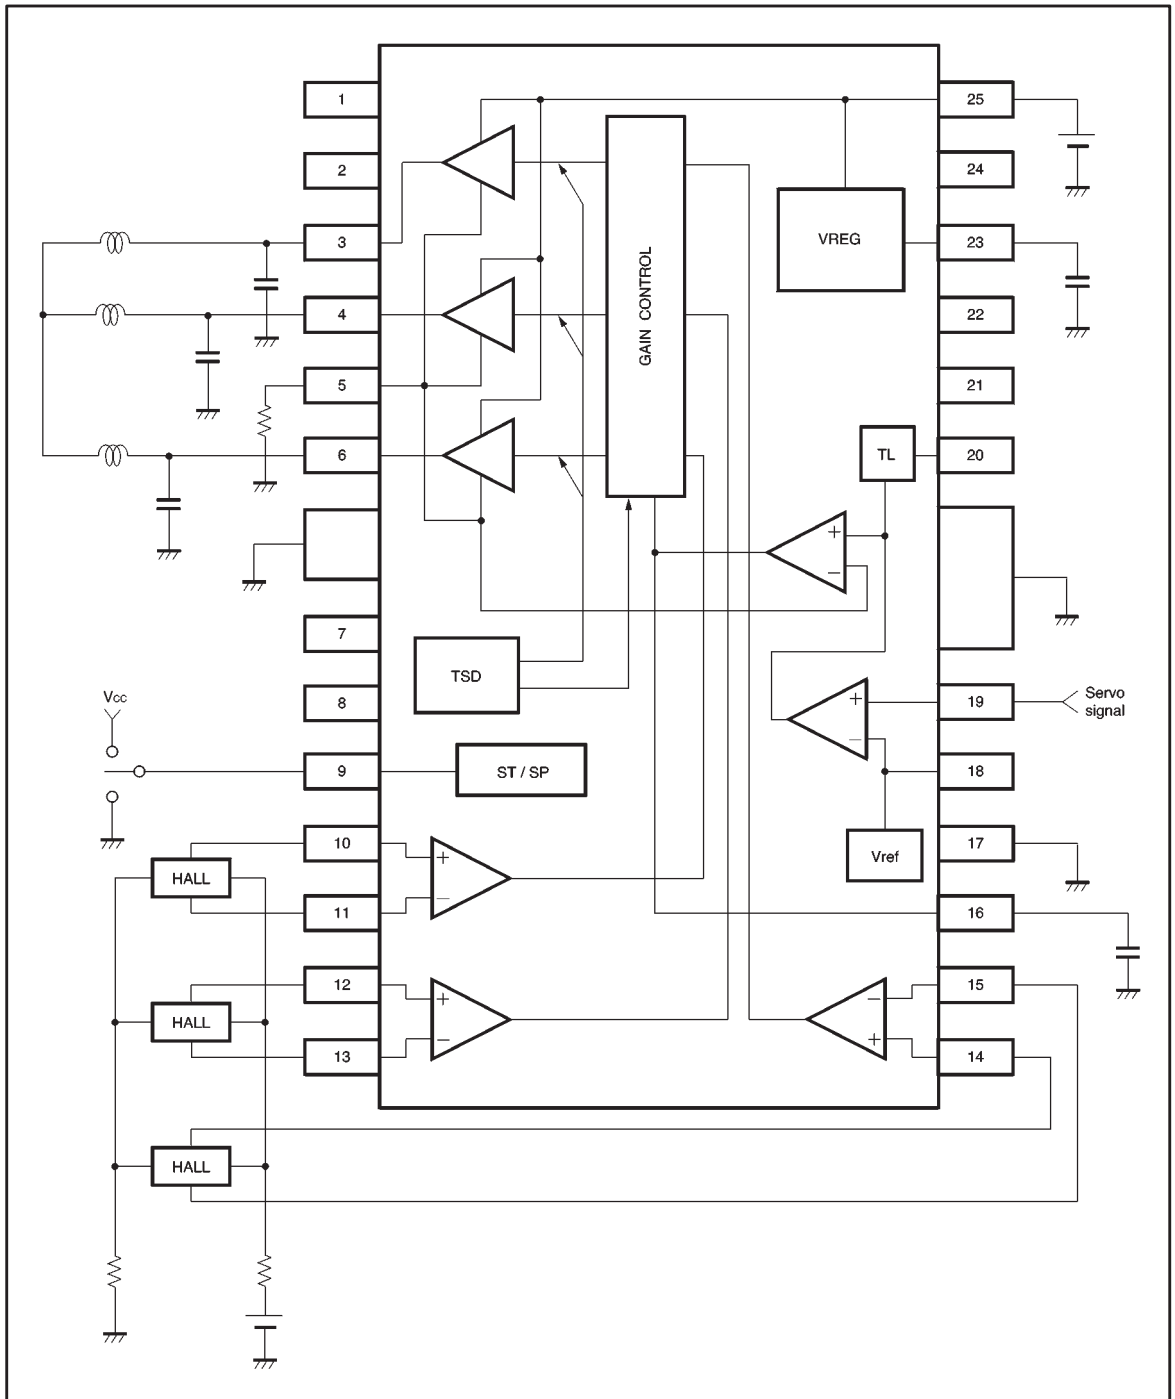 1
25
2
24
3
VREG
23
GAIN CONTROL
4
22
5
21
6
TL
20
+
−
7
TSD
8
+
19
Servo
signal
−
VCC
9
ST / SP
18
10
+
Vref
17
HALL
−
11
16
12
+
−
15
HALL
−
+
13
14
HALL